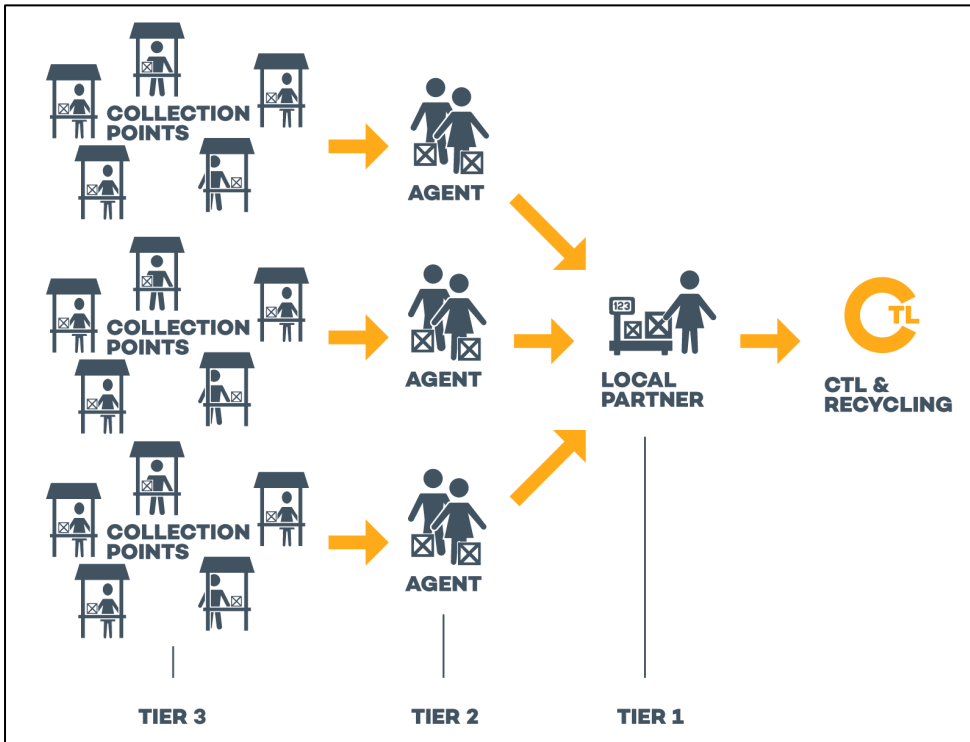 COLLECTION
POINTS
AGENT
COLLECTION
POINTS
AGENT
123
LOCAL
PARTNER
CTL
CTL &
RECYCLING
COLLECTION
POINTS
AGENT
TIER 3
TIER 2
TIER 1